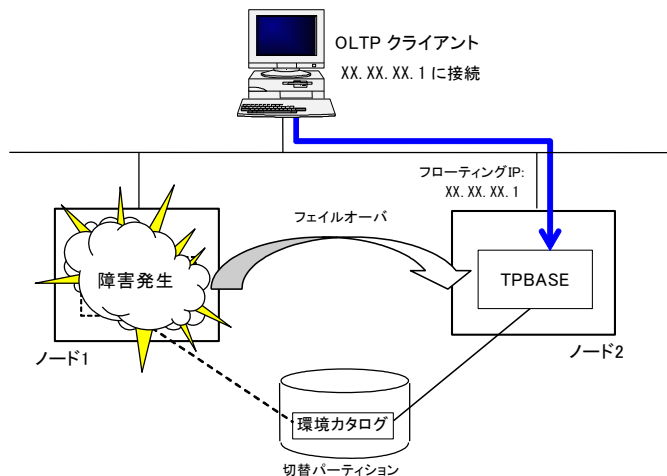 OLTP クライアント
XX.XX.XX.1 に接続
フローティングIP:
XX.XX.XX.1
フェイルオーバ
障害発生
TPBASE
ノード1
ノード2
環境カタログ
切替パーティション